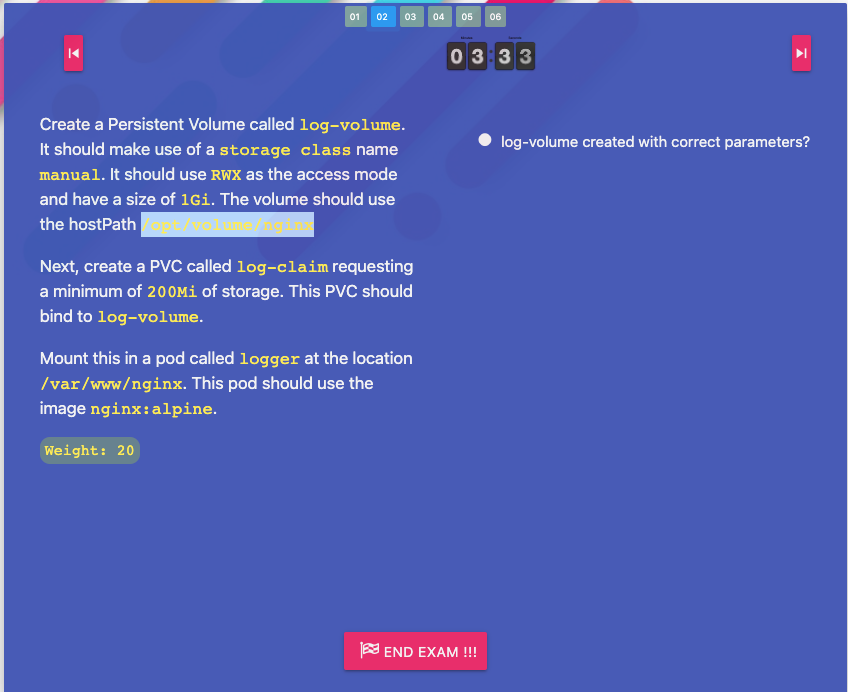 01 02 03 04 05 06
03:33
Create a Persistent Volume called log-volume.
It should make use of a storage class name
manual. It should use RWX as the access mode
and have a size of 1Gi. The volume should use
the hostPath /opt/volume/nginx
Next, create a PVC called log-claim requesting
a minimum of 200Mi of storage. This PVC should
bind to log-volume.
Mount this in a pod called logger at the location
/var/www/nginx. This pod should use the
image nginx:alpine.
Weight: 20
log-volume created with correct parameters?
END EXAM !!!